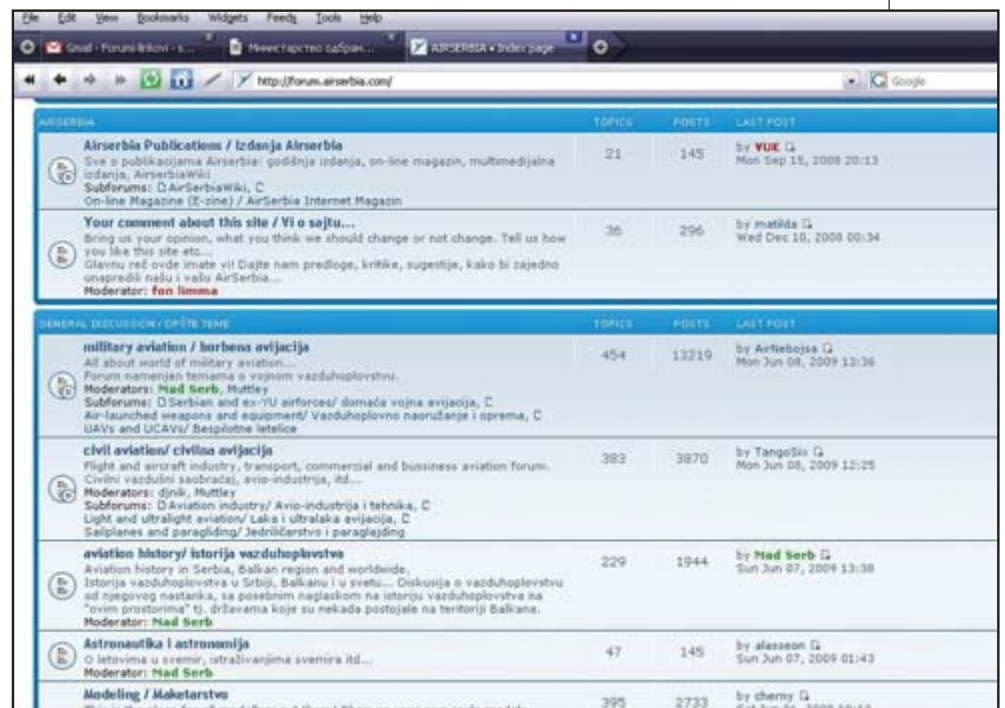 File Edit View Bookmarks Widgets Feeds Tools Help
Gmail - Forumi-linkovi - s... Министарство одбран... AIRSERBIA • Index page
http://forum.airserbia.com/ Google
AIRSERBIA TOPICS POSTS LAST POST
Airserbia Publications / Izdanja Airserbia
Sve o publikacijama Airserbia: godišnja izdanja, on-line magazin, multimedijalna
izdanja, AirserbiaWiki
Subforums: AirSerbiaWiki,
On-line Magazine (E-zine) / AirSerbia Internet Magazin
21 145 by VUK
Mon Sep 15, 2008 20:13
Your comment about this site / Vi o sajtu...
Bring us your opinion, what you think we should change or not change. Tell us how
you like this site etc...
Glavnu reč ovde imate vi! Dajte nam predloge, kritike, sugestije, kako bi zajedno
unapredili našu i vašu AirSerbia...
Moderator: fon limma
36 296 by matilda
Wed Dec 10, 2008 00:34
GENERAL DISCUSSION / OPŠTE TEME TOPICS POSTS LAST POST
military aviation / borbena avijacija
All about world of military aviation...
Forum namenjen temama o vojnom vazduhoplovstvu.
Moderators: Mad Serb, Muttley
Subforums: Serbian and ex-YU airforces/ domaća vojna avijacija,
Air-launched weapons and equipment/ Vazduhoplovno naoružanje i oprema,
UAVs and UCAVs/ Bespilotne letelice
454 13219 by AirNebojsa
Mon Jun 08, 2009 13:36
civil aviation/ civilna avijacija
Flight and aircraft industry, transport, commercial and bussiness aviation forum.
Civilni vazdušni saobraćaj, avio-industrija, itd...
Moderators: djnik, Muttley
Subforums: Aviation industry/ Avio-industrija i tehnika,
Light and ultralight aviation/ Laka i ultralaka avijacija,
Sailplanes and paragliding/ Jedriličarstvo i paraglajding
383 3870 by TangoSix
Mon Jun 08, 2009 12:25
aviation history/ istorija vazduhoplovstva
Aviation history in Serbia, Balkan region and worldwide.
Istorija vazduhoplovstva u Srbiji, Balkanu i u svetu... Diskusija o vazduhoplovstvu
od njegovog nastanka, sa posebnim naglaskom na istoriju vazduhoplovstva na
"ovim prostorima" tj. državama koje su nekada postojale na teritoriji Balkana.
Moderator: Mad Serb
229 1944 by Mad Serb
Sun Jun 07, 2009 13:38
Astronautika i astronomija
O letovima u svemir, istraživanjima svemira itd...
Moderator: Mad Serb
47 145 by alasseon
Sun Jun 07, 2009 01:43
Modeling / Maketarstvo
395 2733 by cherny